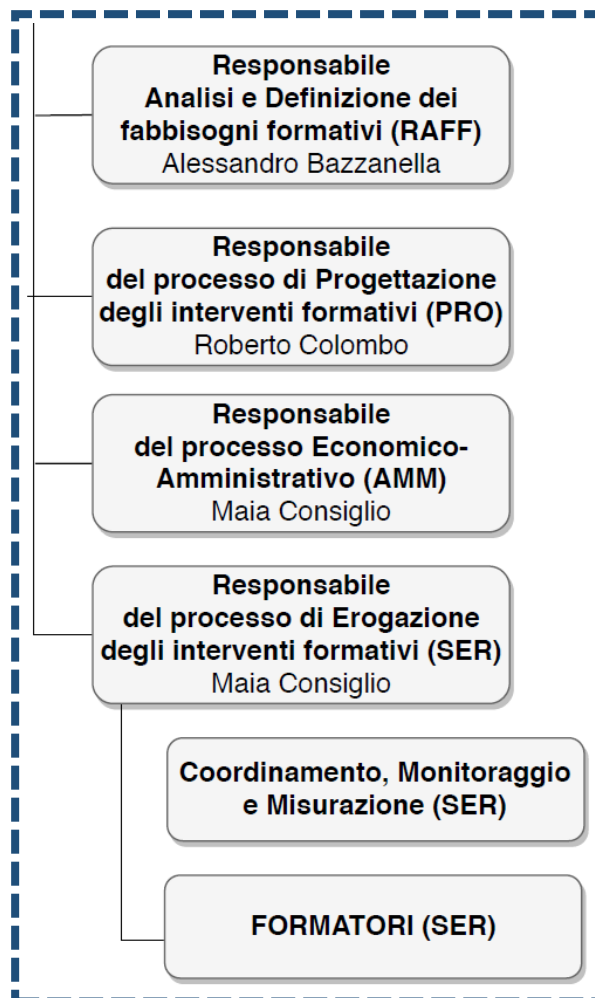 Responsabile
Analisi e Definizione dei
fabbisogni formativi (RAFF)
Alessandro Bazzanella
Responsabile
del processo di Progettazione
degli interventi formativi (PRO)
Roberto Colombo
Responsabile
del processo Economico-
Amministrativo (AMM)
Maia Consiglio
Responsabile
del processo di Erogazione
degli interventi formativi (SER)
Maia Consiglio
Coordinamento, Monitoraggio
e Misurazione (SER)
FORMATORI (SER)